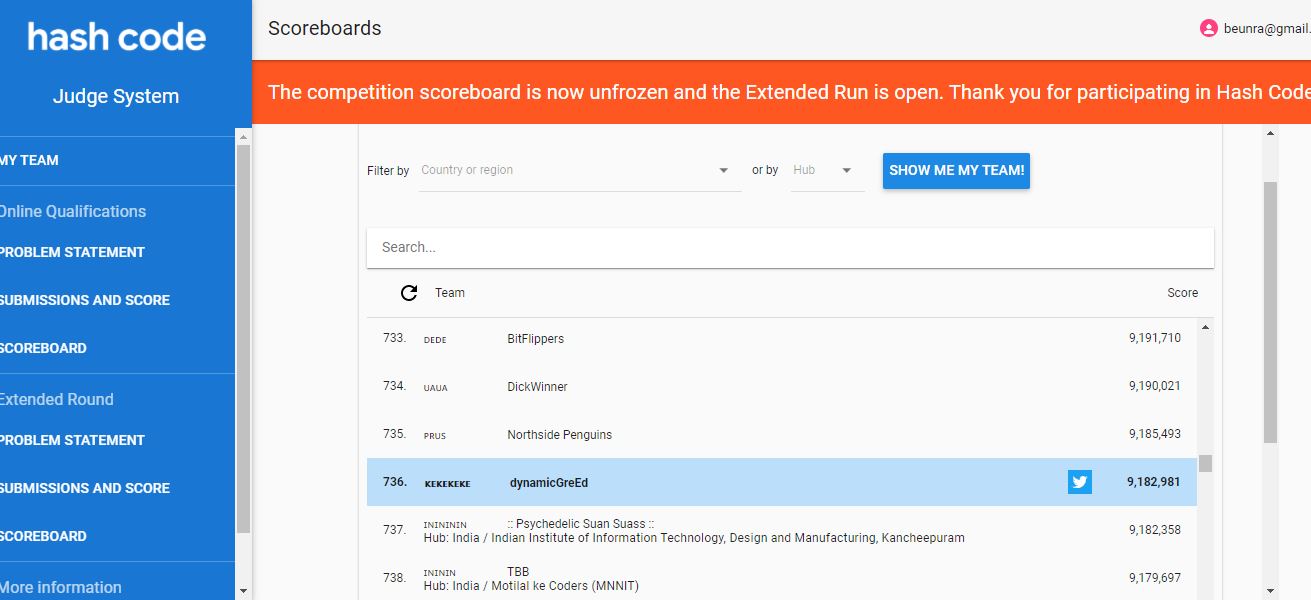 hash code
Judge System
MY TEAM
Online Qualifications
PROBLEM STATEMENT
SUBMISSIONS AND SCORE
SCOREBOARD
Extended Round
PROBLEM STATEMENT
SUBMISSIONS AND SCORE
SCOREBOARD
More information
Scoreboards
beunra@gmail.
The competition scoreboard is now unfrozen and the Extended Run is open. Thank you for participating in Hash Code
Filter by Country or region or by Hub SHOW ME MY TEAM!
Search...
Team Score
733. DEDE BitFlippers 9,191,710
734. UAUA DickWinner 9,190,021
735. PRUS Northside Penguins 9,185,493
736. KEKEKEKE dynamicGreEd 9,182,981
737. INININ​IN :: Psychedelic Suan Suass :: 9,182,358
Hub: India / Indian Institute of Information Technology, Design and Manufacturing, Kancheepuram
738. INININ TBB 9,179,697
Hub: India / Motilal ke Coders (MNNIT)